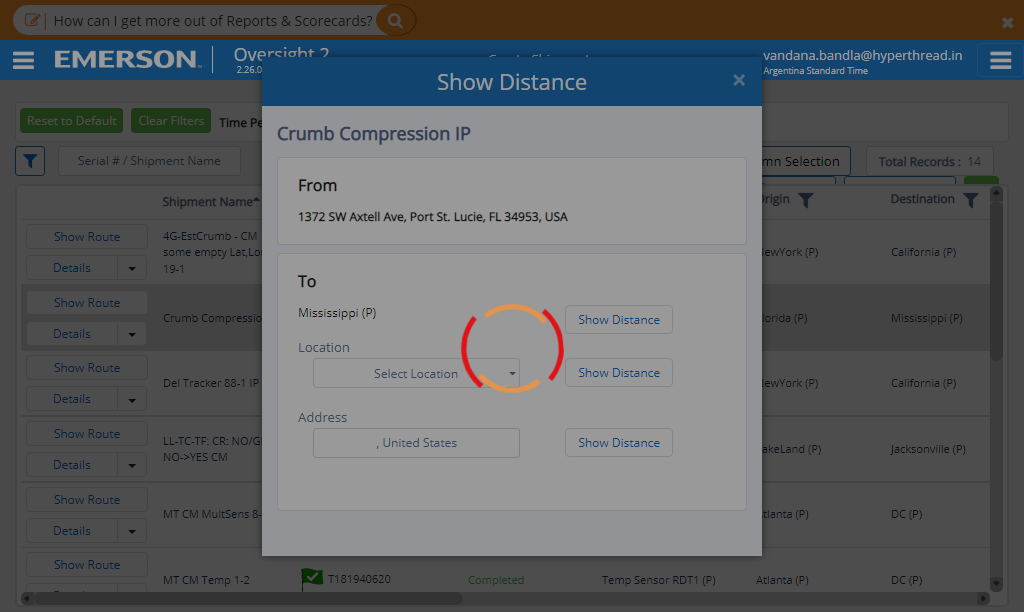 How can I get more out of Reports & Scorecards?
EMERSON
Oversight 2
2.26.0
vandana.bandla@hyperthread.in
Argentina Standard Time
Show Distance
Reset to Default
Clear Filters
Time Pe
Serial # / Shipment Name
mn Selection
Total Records : 14
Crumb Compression IP
From
1372 SW Axtell Ave, Port St. Lucie, FL 34953, USA
To
Mississippi (P)
Show Distance
Location
Select Location
Show Distance
Address
, United States
Show Distance
Shipment Name
Origin
Destination
Show Route
Details
4G-EstCrumb - CM
some empty Lat,Lon
19-1
ewYork (P)
California (P)
Show Route
Details
Crumb Compressio
lorida (P)
Mississippi (P)
Show Route
Details
Del Tracker 88-1 IP
ewYork (P)
California (P)
Show Route
Details
LL-TC-TF: CR: NO/G
NO->YES CM
akeLand (P)
Jacksonville (P)
Show Route
Details
MT CM MultSens 8-
tlanta (P)
DC (P)
Show Route
MT CM Temp 1-2
T181940620
Completed
Temp Sensor RDT1 (P)
Atlanta (P)
DC (P)